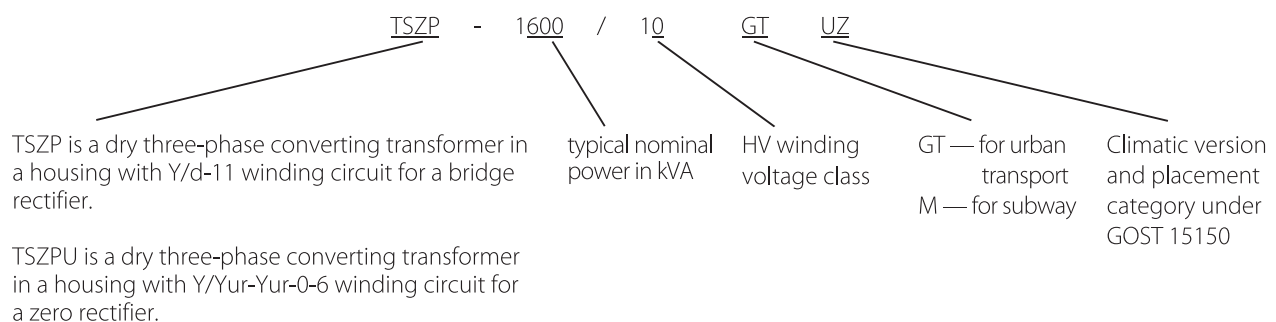 TSZP - 1600 / 10 GT UZ
TSZP is a dry three-phase converting transformer in
a housing with Y/d-11 winding circuit for a bridge
rectifier.
TSZPU is a dry three-phase converting transformer
in a housing with Y/Yur-Yur-0-6 winding circuit for
a zero rectifier.
typical nominal
power in kVA
HV winding
voltage class
GT — for urban
transport
M — for subway
Climatic version
and placement
category under
GOST 15150